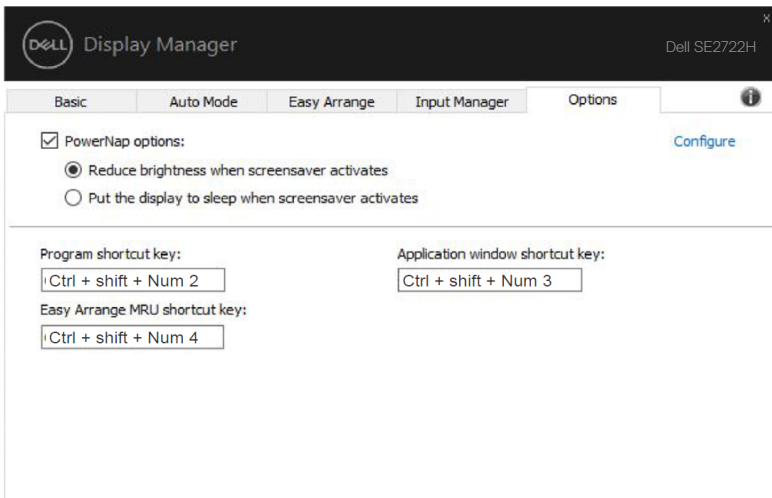 DELL Display Manager
Dell SE2722H
X
Basic Auto Mode Easy Arrange Input Manager Options
PowerNap options: Configure
Reduce brightness when screensaver activates
Put the display to sleep when screensaver activates
Program shortcut key: Application window shortcut key:
Ctrl + shift + Num 2 Ctrl + shift + Num 3
Easy Arrange MRU shortcut key:
Ctrl + shift + Num 4